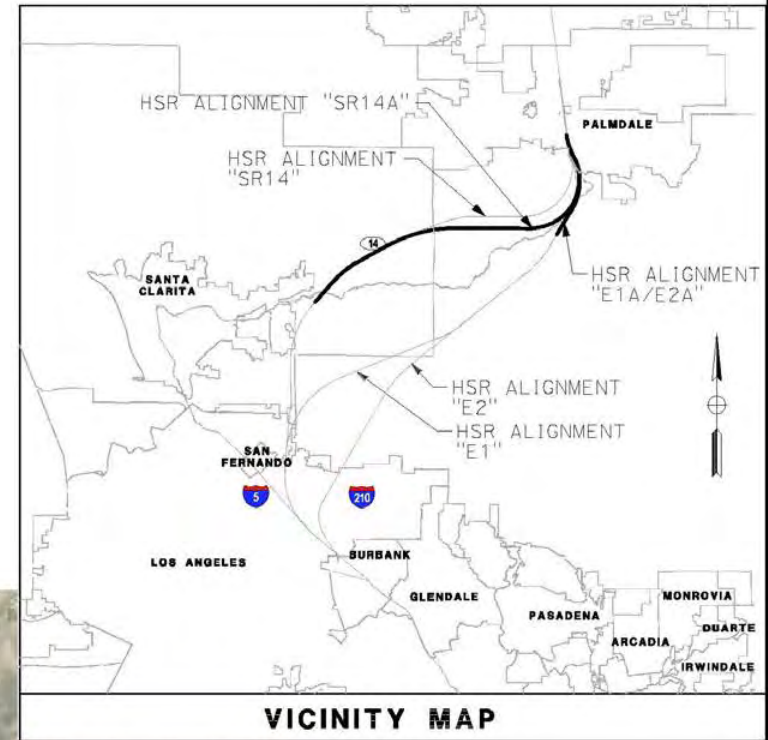 HSR ALIGNMENT "SR14A"
PALMDALE
HSR ALIGNMENT
"SR14"
14
SANTA
CLARITA
HSR ALIGNMENT
"E1A/E2A"
HSR ALIGNMENT
"E2"
HSR ALIGNMENT
"E1"
SAN
FERNANDO
5
210
LOS ANGELES
BURBANK
GLENDALE
PASADENA
MONROVIA
DUARTE
ARCADIA
IRWINDALE
VICINITY MAP